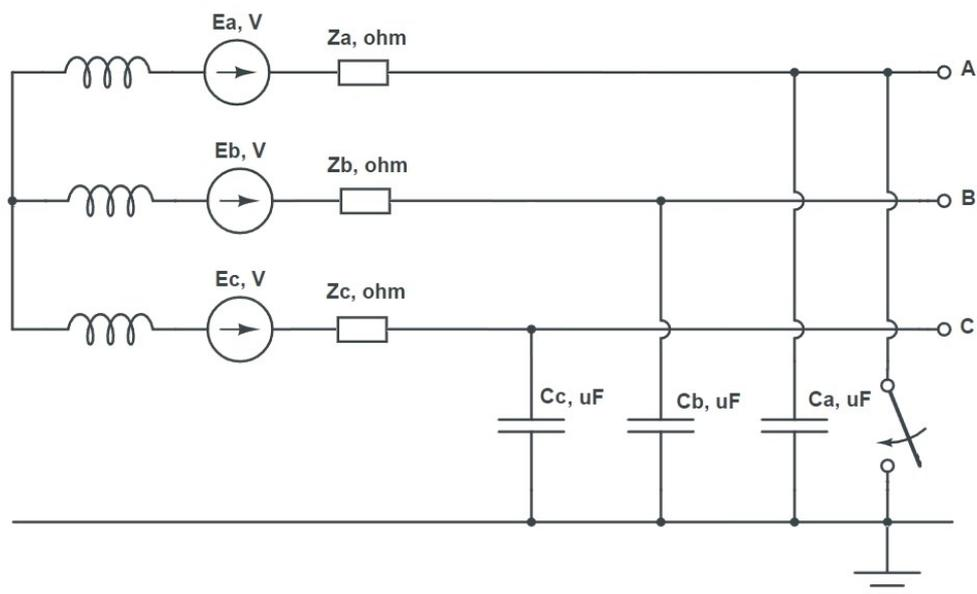 Ea, V
Za, ohm
A
Eb, V
Zb, ohm
B
Ec, V
Zc, ohm
C
Cc, uF
Cb, uF
Ca, uF